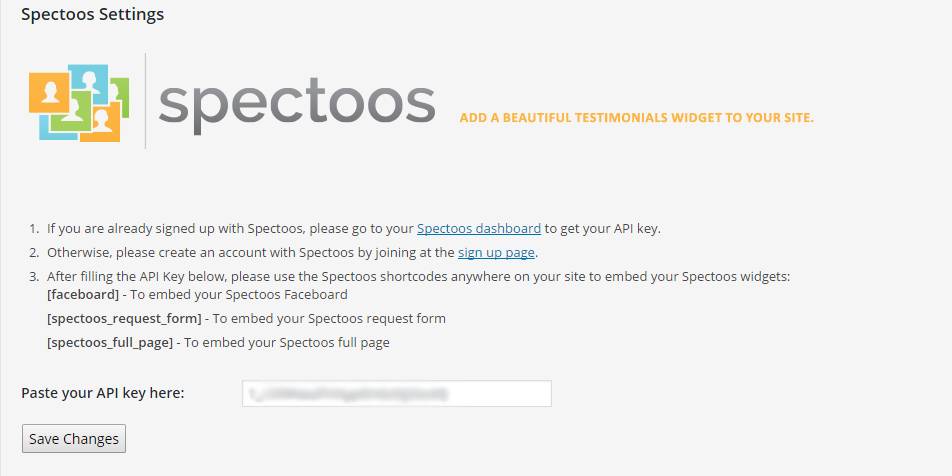 Spectoos Settings
spectoos
ADD A BEAUTIFUL TESTIMONIALS WIDGET TO YOUR SITE.
1. If you are already signed up with Spectoos, please go to your Spectoos dashboard to get your API key.
2. Otherwise, please create an account with Spectoos by joining at the sign up page.
3. After filling the API Key below, please use the Spectoos shortcodes anywhere on your site to embed your Spectoos widgets:
[faceboard] - To embed your Spectoos Faceboard
[spectoos_request_form] - To embed your Spectoos request form
[spectoos_full_page] - To embed your Spectoos full page
Paste your API key here:
Save Changes